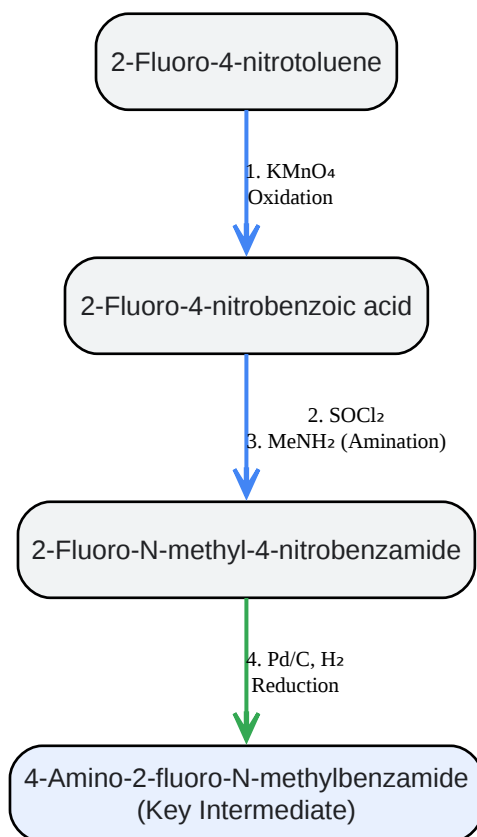 2-Fluoro-4-nitrotoluene
1. KMnO₄
Oxidation
2-Fluoro-4-nitrobenzoic acid
2. SOCl₂
3. MeNH₂ (Amination)
2-Fluoro-N-methyl-4-nitrobenzamide
4. Pd/C, H₂
Reduction
4-Amino-2-fluoro-N-methylbenzamide
(Key Intermediate)